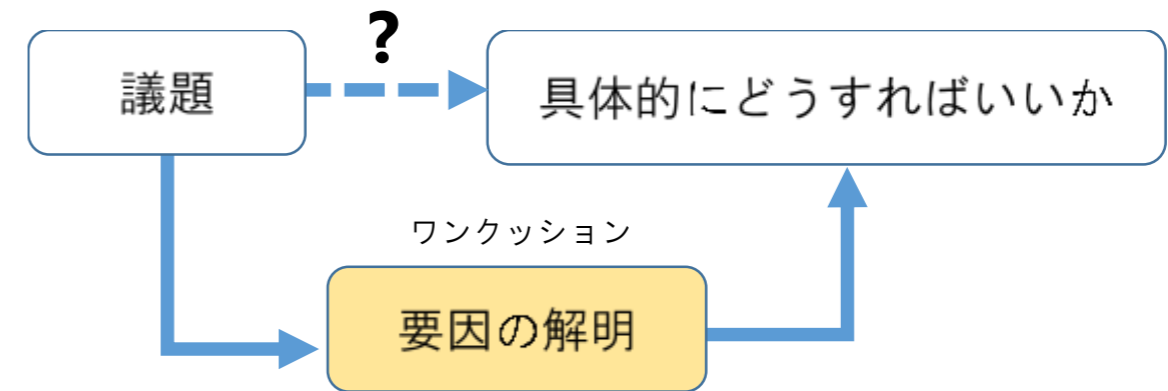 ?
議題
具体的にどうすればいいか
ワンクッション
要因の解明